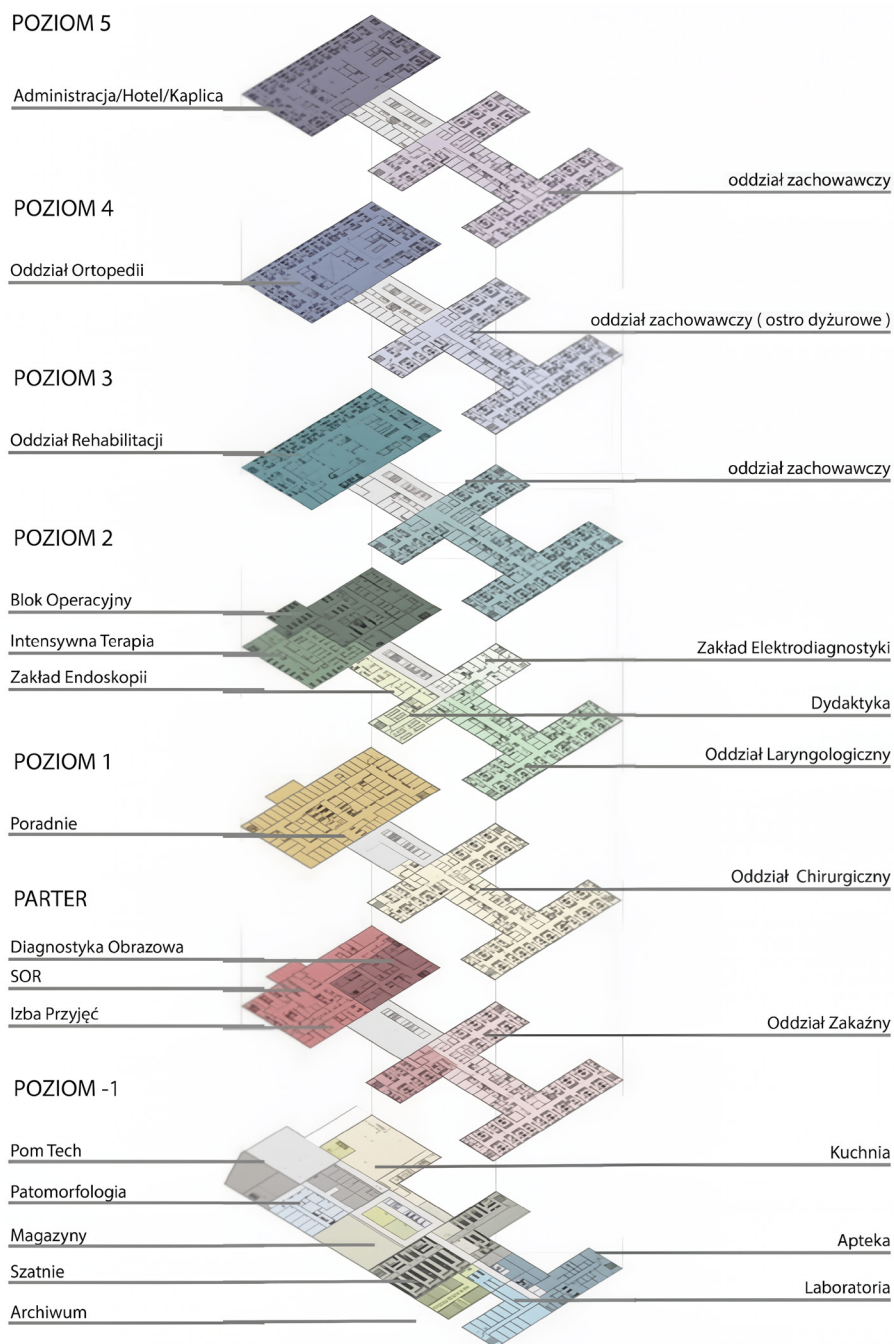 POZIOM 5
Administracja/Hotel/Kaplica
oddział zachowawczy
POZIOM 4
Oddział Ortopedii
oddział zachowawczy ( ostro dyżurowe )
POZIOM 3
Oddział Rehabilitacji
oddział zachowawczy
POZIOM 2
Blok Operacyjny
Intensywna Terapia
Zakład Endoskopii
Zakład Elektrodiagnostyki
Dydaktyka
Oddział Laryngologiczny
POZIOM 1
Poradnie
Oddział Chirurgiczny
PARTER
Diagnostyka Obrazowa
SOR
Izba Przyjęć
Oddział Zakaźny
POZIOM -1
Pom Tech
Patomorfologia
Magazyny
Szatnie
Archiwum
Kuchnia
Apteka
Laboratoria